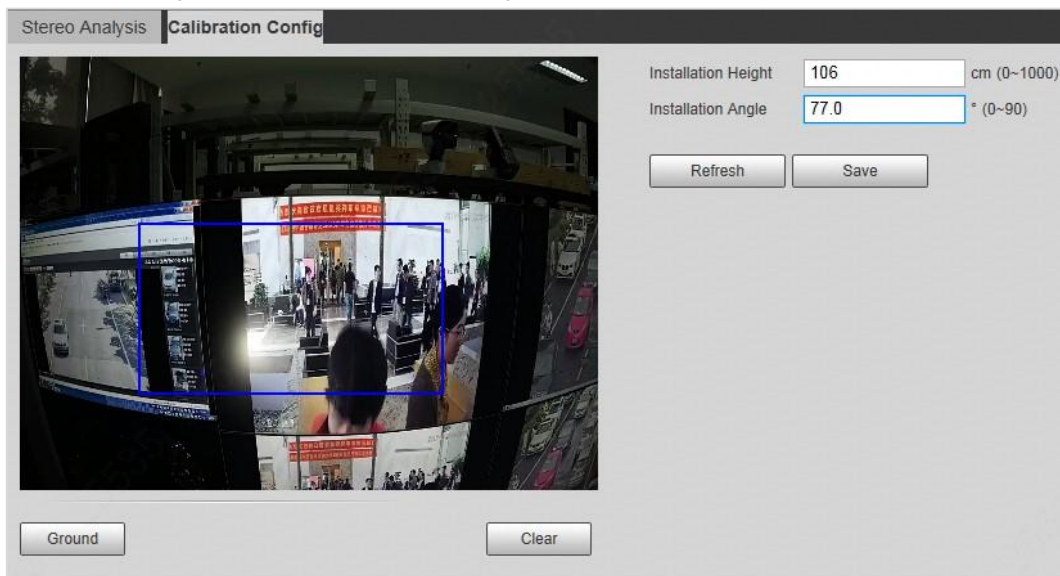 Stereo Analysis
Calibration Config
Installation Height 106 cm (0~1000)
Installation Angle 77.0 ° (0~90)
Refresh Save
Ground Clear